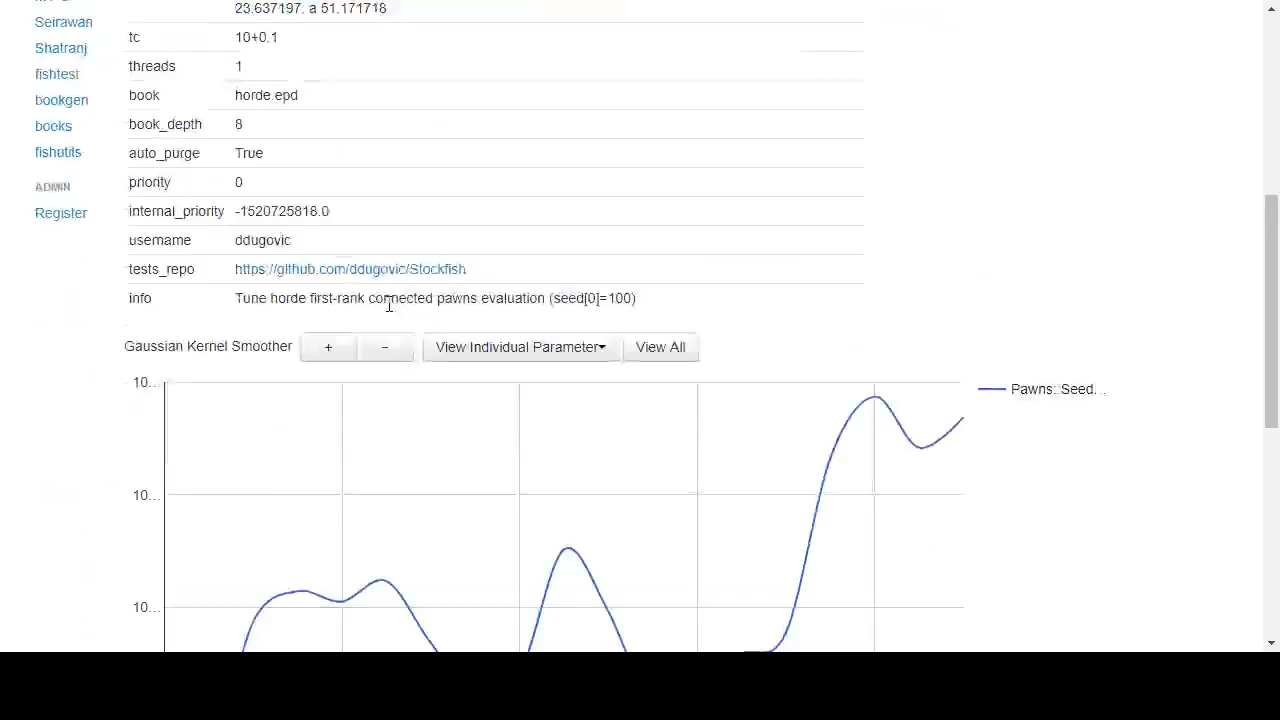 23.637197, a 51.171718
Seirawan
tc 10+0.1
Shatranj
threads 1
fishtest
book horde.epd
bookgen
book_depth 8
books
auto_purge True
fishatits
priority 0
ADMIN
internal_priority -1520725818.0
Register
username ddugovic
tests_repo https://github.com/ddugovic/Stockfish
info Tune horde first-rank connected pawns evaluation (seed[0]=100)
Gaussian Kernel Smoother + − View Individual Parameter View All
10...
Pawns::Seed...
10...
10...